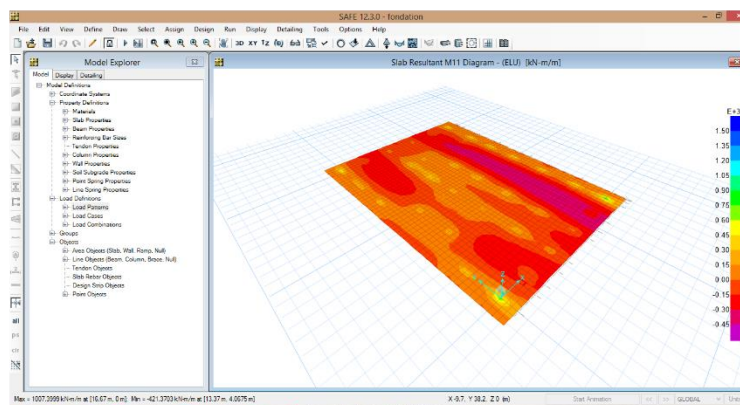 SAFE 12.3.0 - fondation
File Edit View Define Draw Select Assign Design Run Display Detailing Tools Options Help
Model Explorer
Model Display Detailing
Model Definitions
Coordinate Systems
Property Definitions
Materials
Slab Properties
Beam Properties
Reinforcing Bar Sizes
Tendon Properties
Column Properties
Wall Properties
Soil Subgrade Properties
Point Spring Properties
Line Spring Properties
Load Definitions
Load Patterns
Load Cases
Load Combinations
Groups
Objects
Area Objects (Slab, Wall, Ramp, Null)
Line Objects (Beam, Column, Brace, Null)
Tendon Objects
Slab Rebar Objects
Design Strip Objects
Point Objects
all
Slab Resultant M11 Diagram - (ELU) [kN-m/m]
E+3
1.50
1.35
1.20
1.05
0.90
0.75
0.60
0.45
0.30
0.15
0.00
-0.15
-0.30
-0.45
Max = 1007.3999 kN-m/m at [16.67 m, 0 m]; Min = -421.3703 kN-m/m at [13.37 m, 4.0675 m]
X -9.7, Y 38.2, Z 0 (m)
Start Animation
GLOBAL